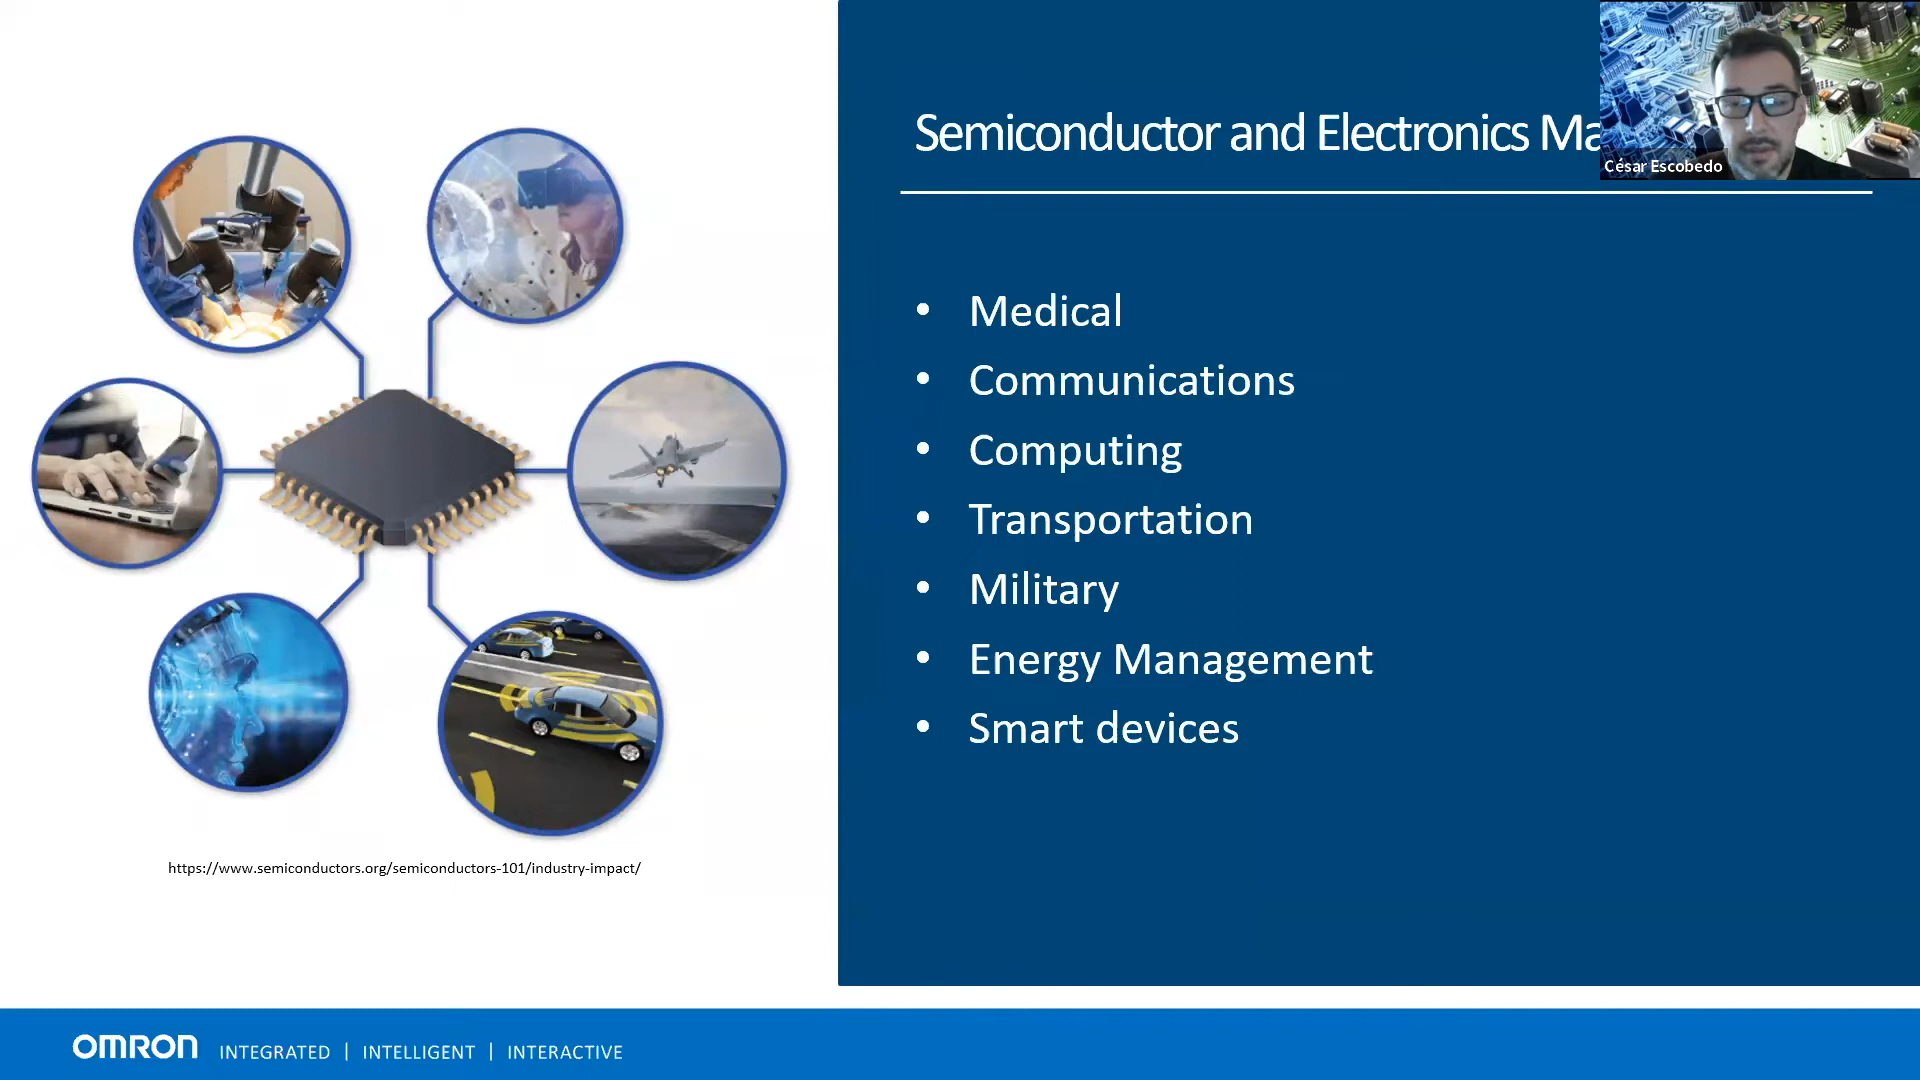 Semiconductor and Electronics Ma
César Escobedo
• Medical
• Communications
• Computing
• Transportation
• Military
• Energy Management
• Smart devices
https://www.semiconductors.org/semiconductors-101/industry-impact/
OMRON INTEGRATED | INTELLIGENT | INTERACTIVE